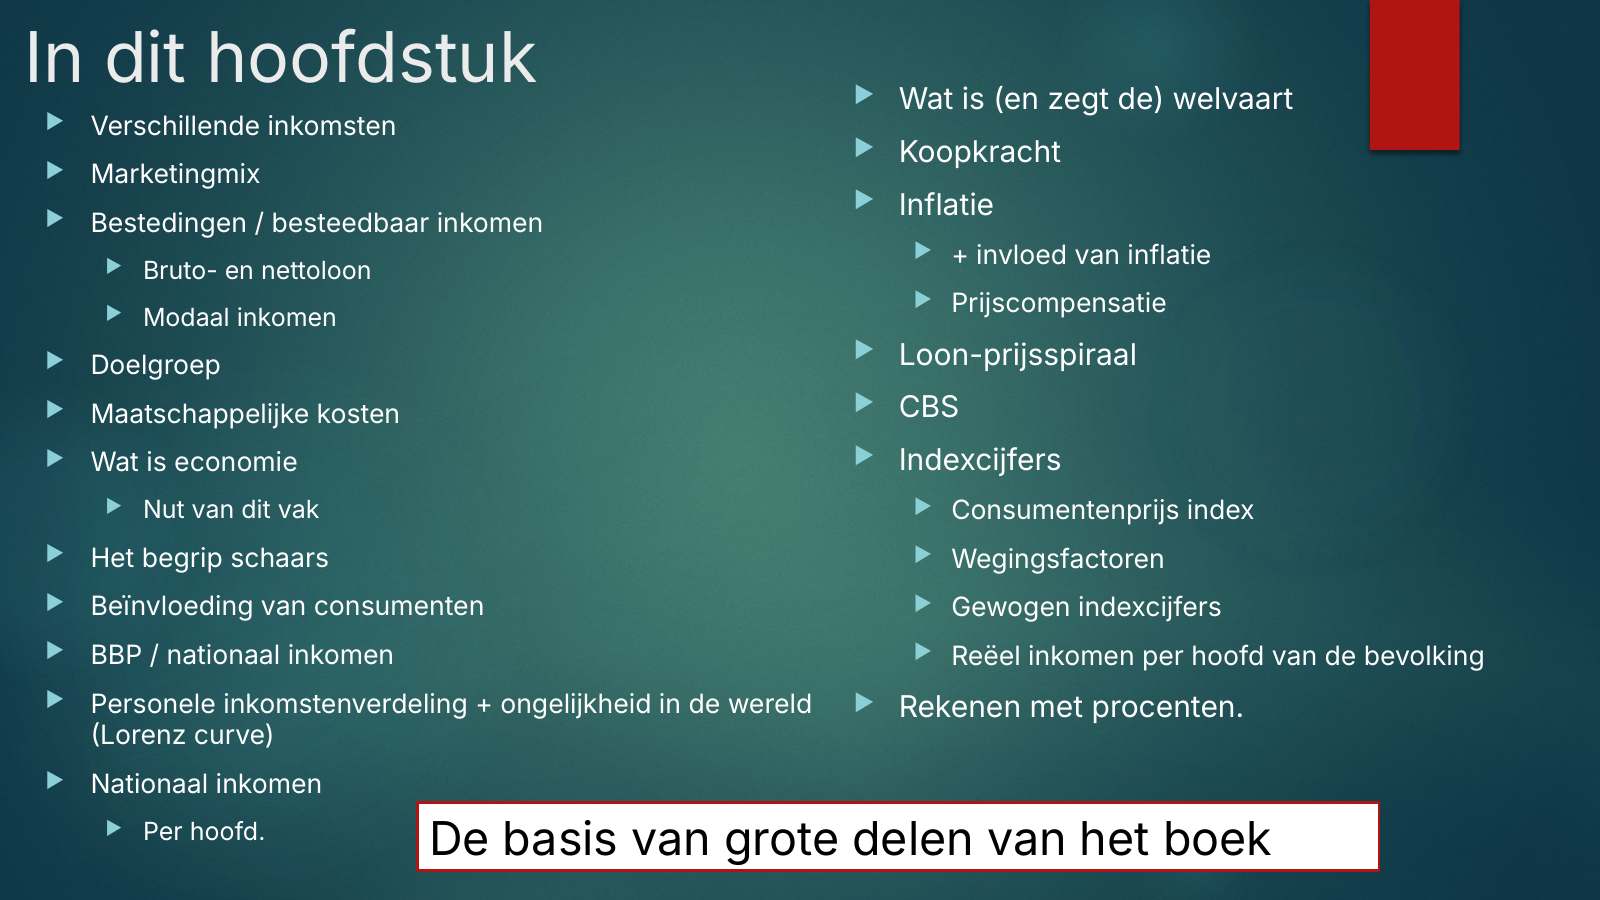 In dit hoofdstuk
Verschillende inkomsten
Marketingmix
Bestedingen / besteedbaar inkomen
Bruto- en nettoloon
Modaal inkomen
Doelgroep
Maatschappelijke kosten
Wat is economie
Nut van dit vak
Het begrip schaars
Beïnvloeding van consumenten
BBP / nationaal inkomen
Personele inkomstenverdeling + ongelijkheid in de wereld
(Lorenz curve)
Nationaal inkomen
Per hoofd.
Wat is (en zegt de) welvaart
Koopkracht
Inflatie
+ invloed van inflatie
Prijscompensatie
Loon-prijsspiraal
CBS
Indexcijfers
Consumentenprijs index
Wegingsfactoren
Gewogen indexcijfers
Reëel inkomen per hoofd van de bevolking
Rekenen met procenten.
De basis van grote delen van het boek